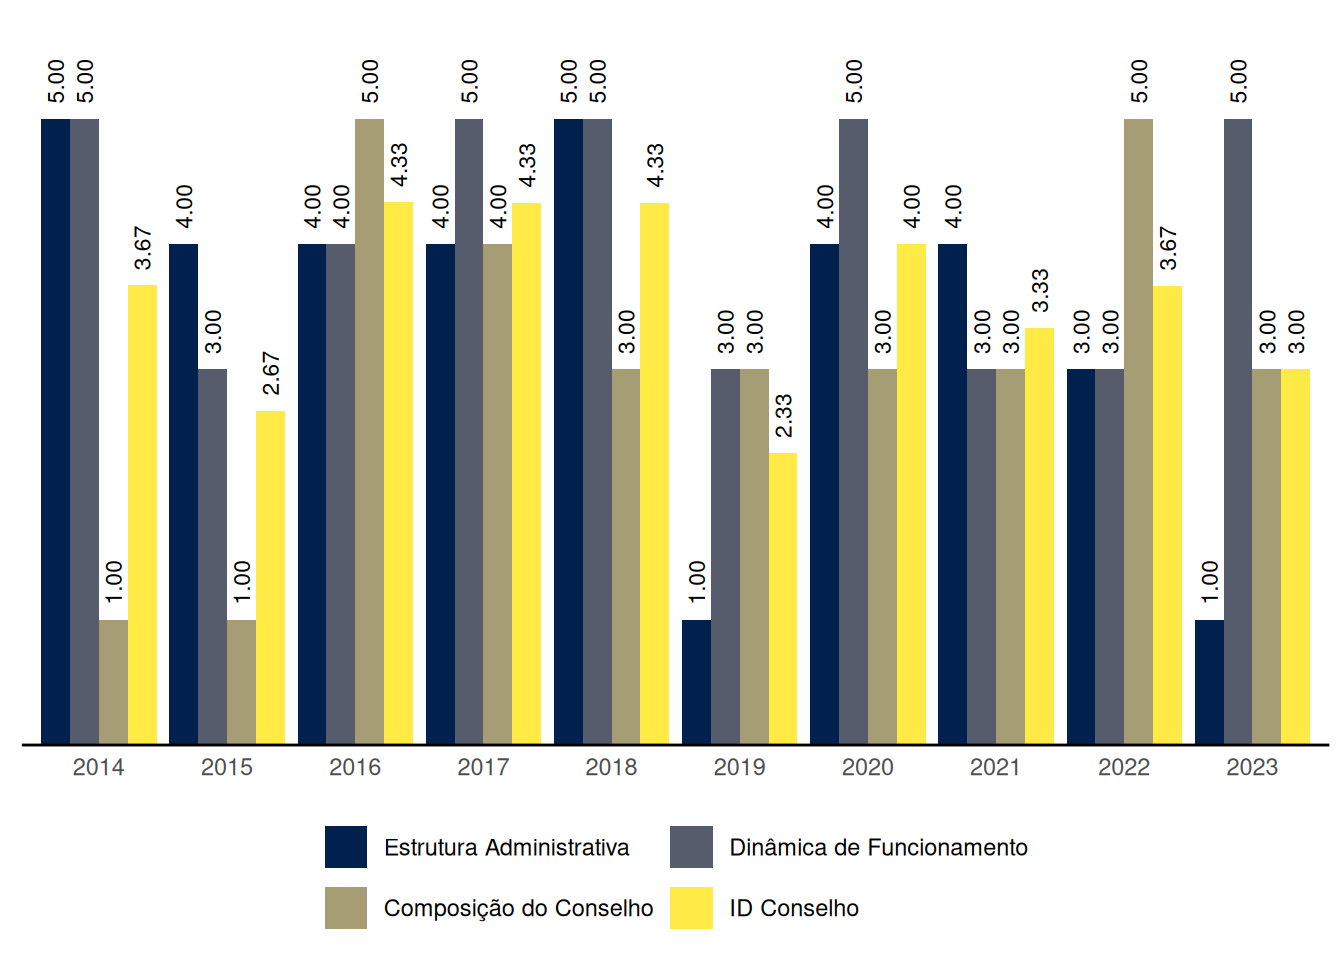 5.00 5.00 1.00 3.67
4.00 3.00 1.00 2.67
4.00 4.00 5.00 4.33
4.00 5.00 4.00 4.33
5.00 5.00 3.00 4.33
1.00 3.00 3.00 2.33
4.00 5.00 3.00 4.00
4.00 3.00 3.00 3.33
3.00 3.00 5.00 3.67
1.00 5.00 3.00 3.00
2014 2015 2016 2017 2018 2019 2020 2021 2022 2023
Estrutura Administrativa Dinâmica de Funcionamento
Composição do Conselho ID Conselho